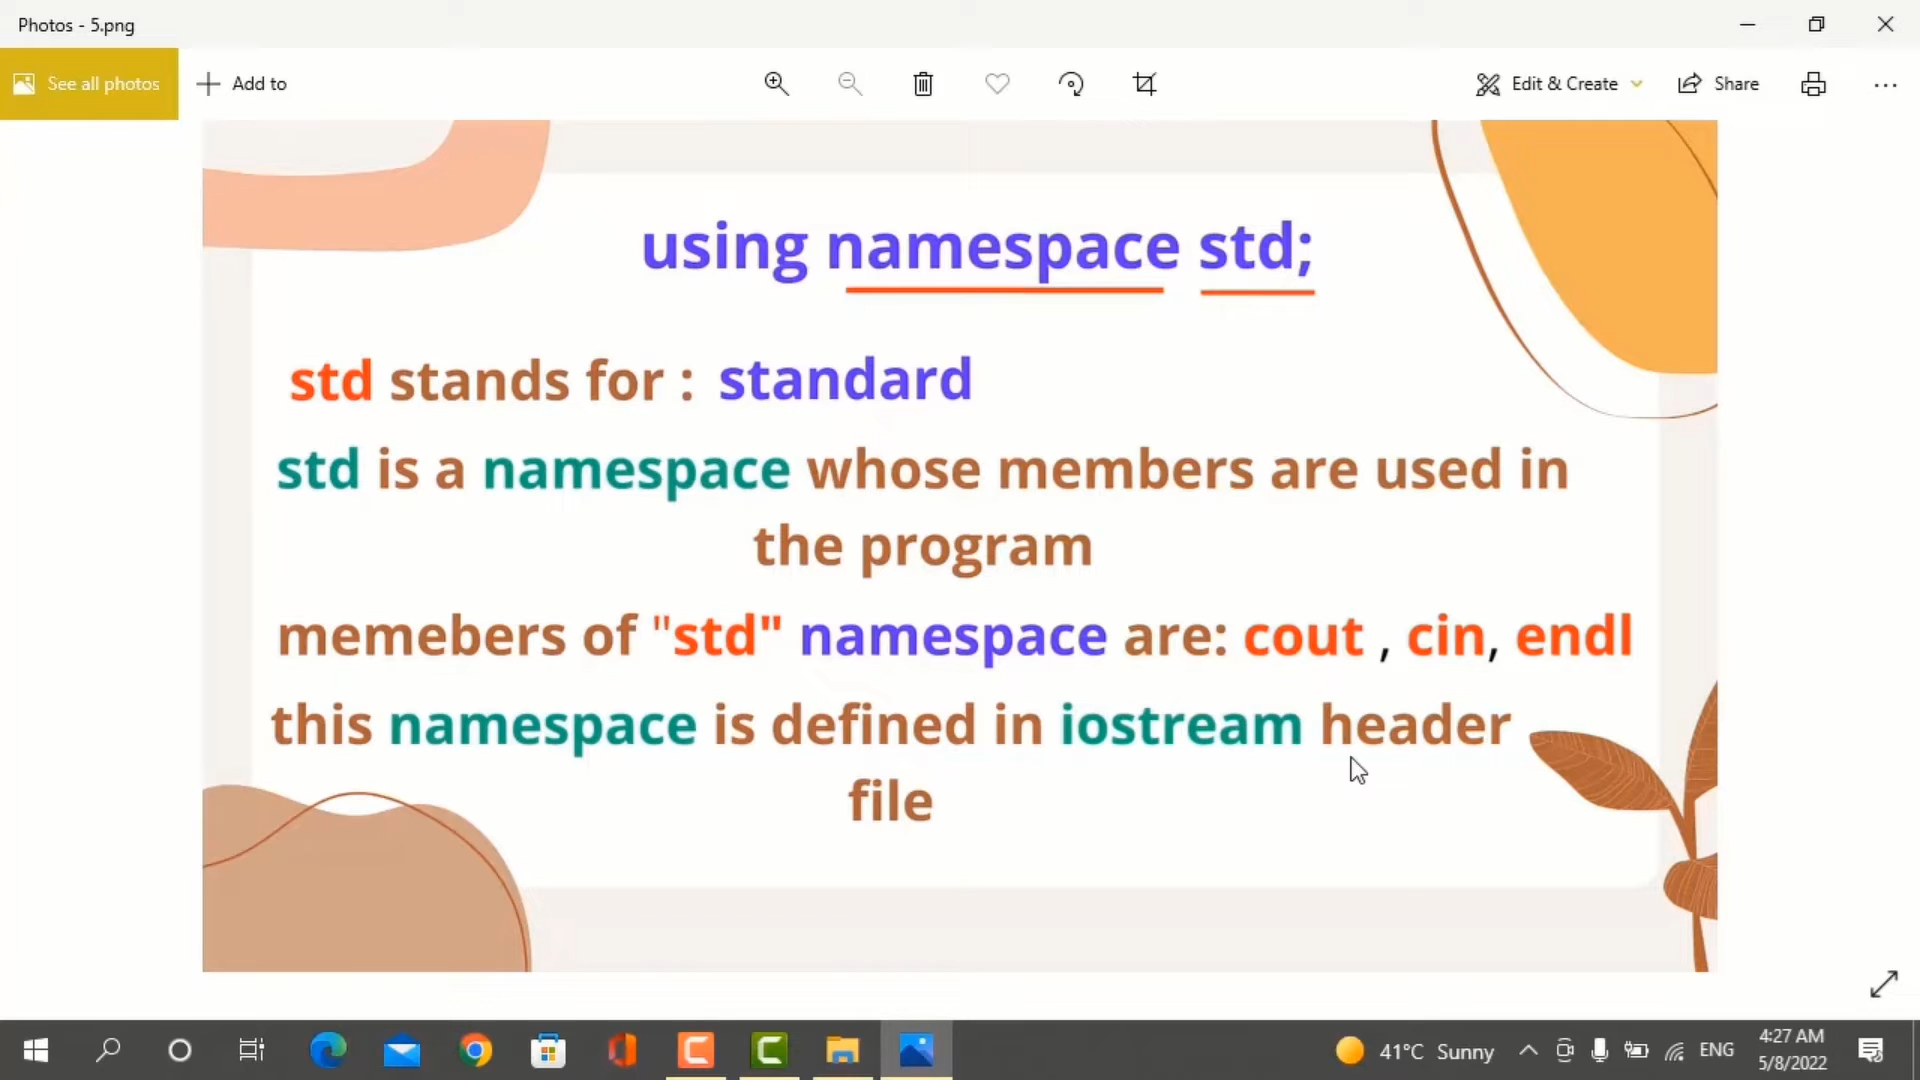 Photos - 5.png
See all photos
Add to
Edit & Create
Share
using namespace std;
std stands for : standard
std is a namespace whose members are used in
the program
memebers of "std" namespace are: cout , cin, endl
this namespace is defined in iostream header
file
41°C Sunny
ENG
4:27 AM
5/8/2022